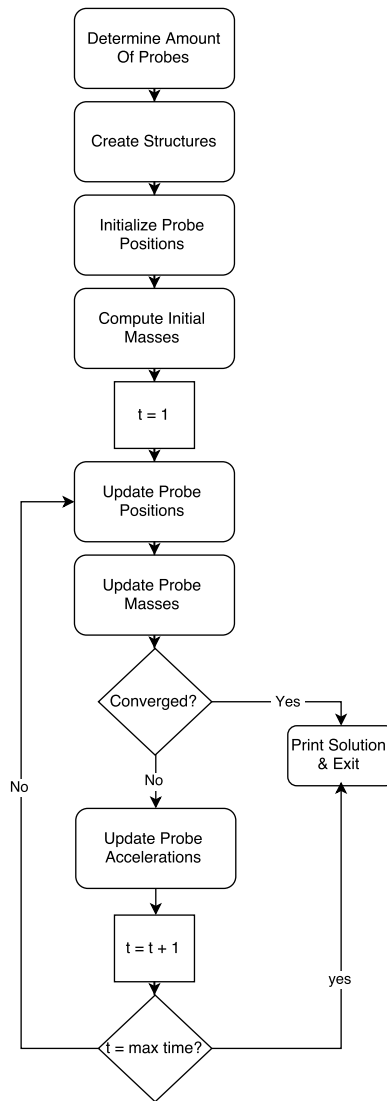 Determine Amount
Of Probes
Create Structures
Initialize Probe
Positions
Compute Initial
Masses
t = 1
Update Probe
Positions
Update Probe
Masses
Converged?
Yes
Print Solution
& Exit
No
No
Update Probe
Accelerations
t = t + 1
yes
t = max time?